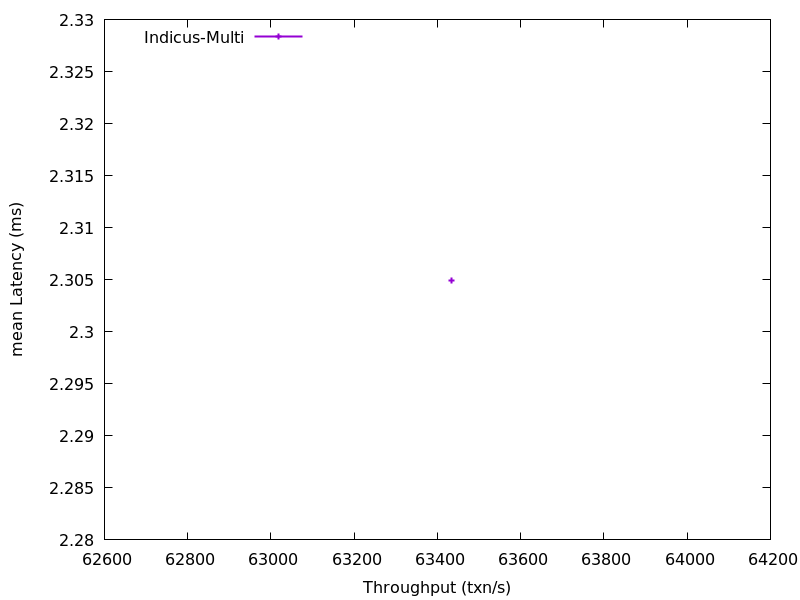 Indicus-Multi
2.33
2.325
2.32
2.315
2.31
2.305
2.3
2.295
2.29
2.285
2.28
mean Latency (ms)
62600 62800 63000 63200 63400 63600 63800 64000 64200
Throughput (txn/s)